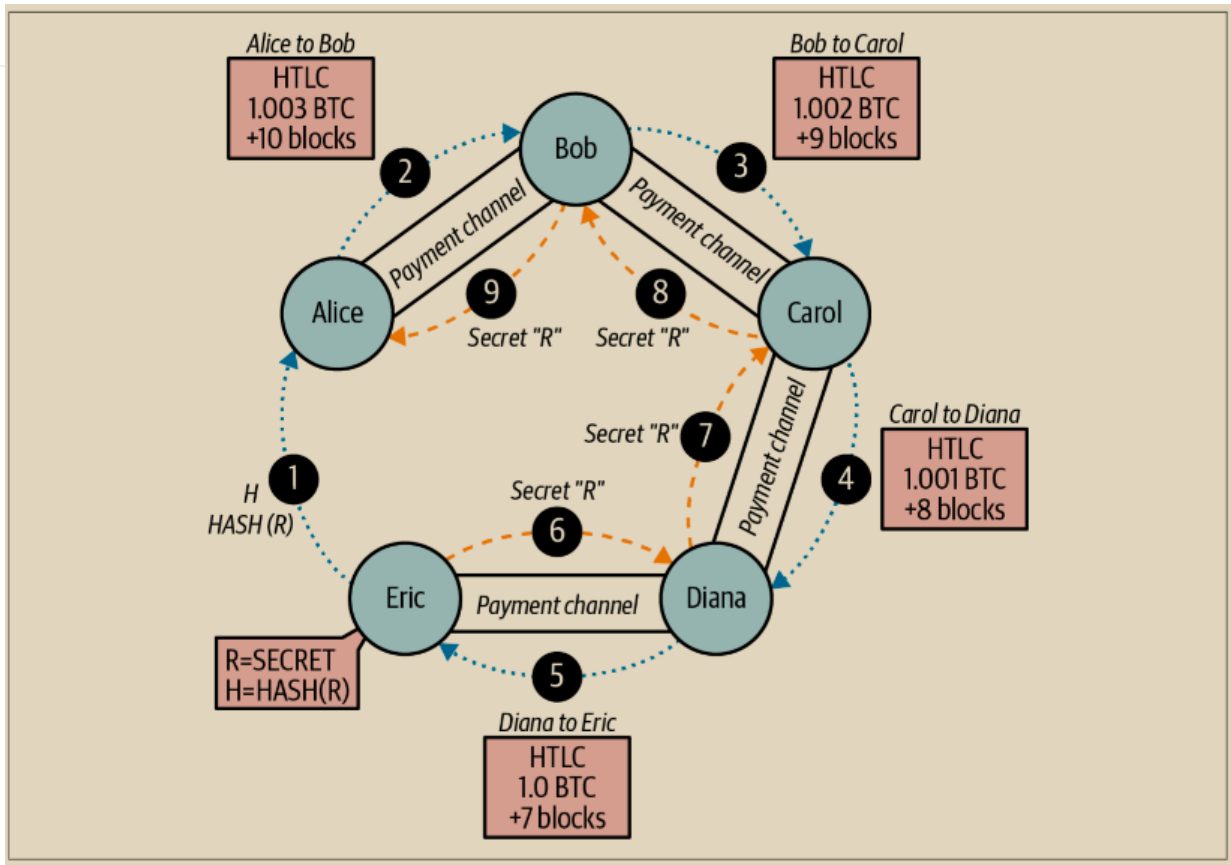 Alice to Bob
HTLC
1.003 BTC
+10 blocks
Bob to Carol
HTLC
1.002 BTC
+9 blocks
Bob
2
3
Payment channel
Payment channel
Alice
9
8
Carol
Secret "R"
Secret "R"
Carol to Diana
HTLC
1.001 BTC
+8 blocks
Secret "R"
7
Payment channel
4
1
H
HASH (R)
Secret "R"
6
Eric
Payment channel
Diana
R=SECRET
H=HASH(R)
5
Diana to Eric
HTLC
1.0 BTC
+7 blocks